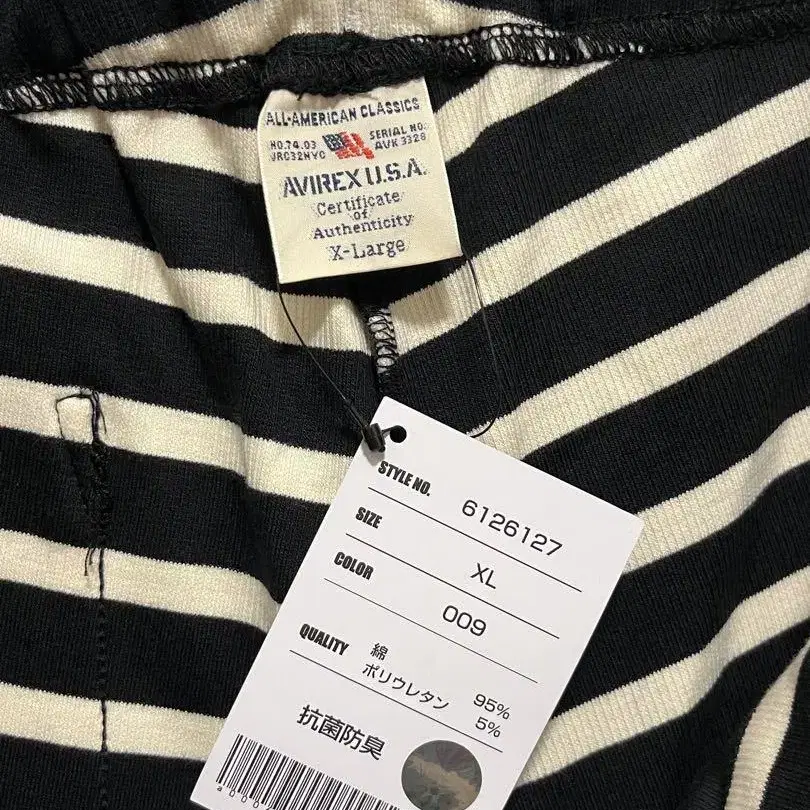 ALL-AMERICAN CLASSICS
NO.74.03 SERIAL NO.
JRC32NYC AVK 3328
AVIREX U.S.A.
Certificate
of
Authenticity
X-Large
STYLE NO. 6126127
SIZE XL
COLOR 009
QUALITY 綿 95%
ポリウレタン 5%
抗菌防臭